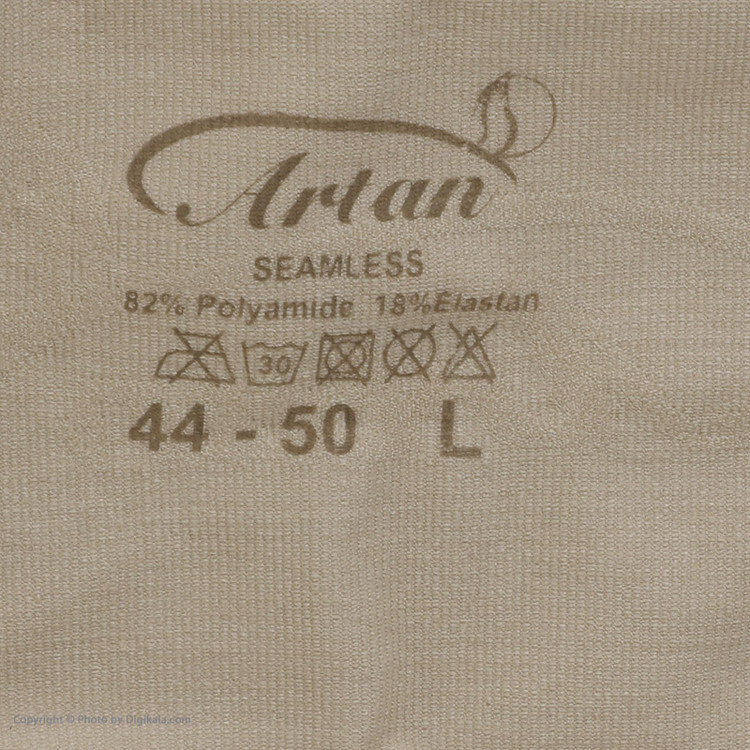 Artan
SEAMLESS
82% Polyamide 18%Elastan
30
44 - 50 L
Copyright © Photo by Digikala.com